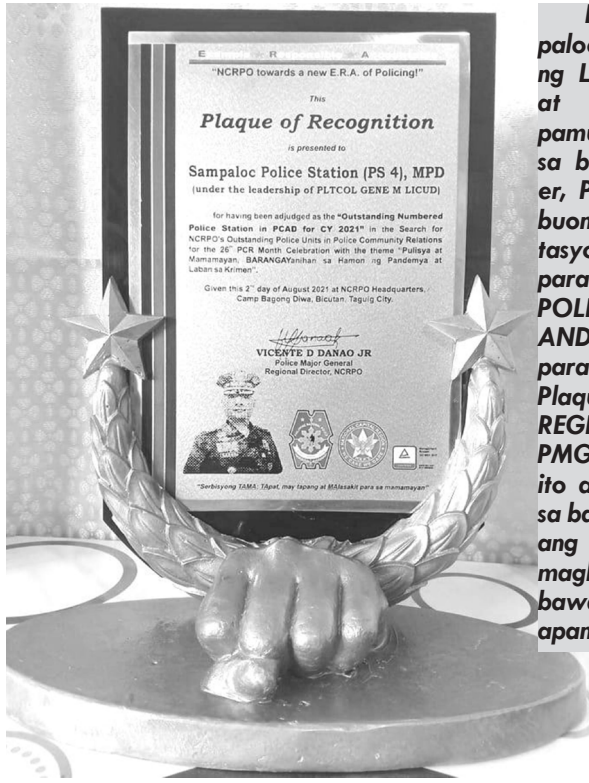 E R A
"NCRPO towards a new E.R.A. of Policing!"
This
Plaque of Recognition
is presented to
Sampaloc Police Station (PS 4), MPD
(under the leadership of PLTCOL GENE M LICUD)
for having been adjudged as the "Outstanding Numbered
Police Station in PCAD for CY 2021" in the Search for
NCRPO's Outstanding Police Units in Police Community Relations
for the 26th PCR Month Celebration with the theme "Pulisya at
Mamamayan, BARANGAYanihan sa Hamon ng Pandemya at
Laban sa Krimen".
Given this 2nd day of August 2021 at NCRPO Headquarters,
Camp Bagong Diwa, Bicutan, Taguig City.
VICENTE D DANAO JR
Police Major General
Regional Director, NCRPO
"Serbisyong TAMA: TApat, may tapang at MAlasakit para sa mamamayan"
paloc
ng L
at
pamu
sa b
er, P
buon
tasyo
para
POLI
AND
para
Plaqu
REGI
PMG
ito a
sa ba
ang
magl
bawa
apan